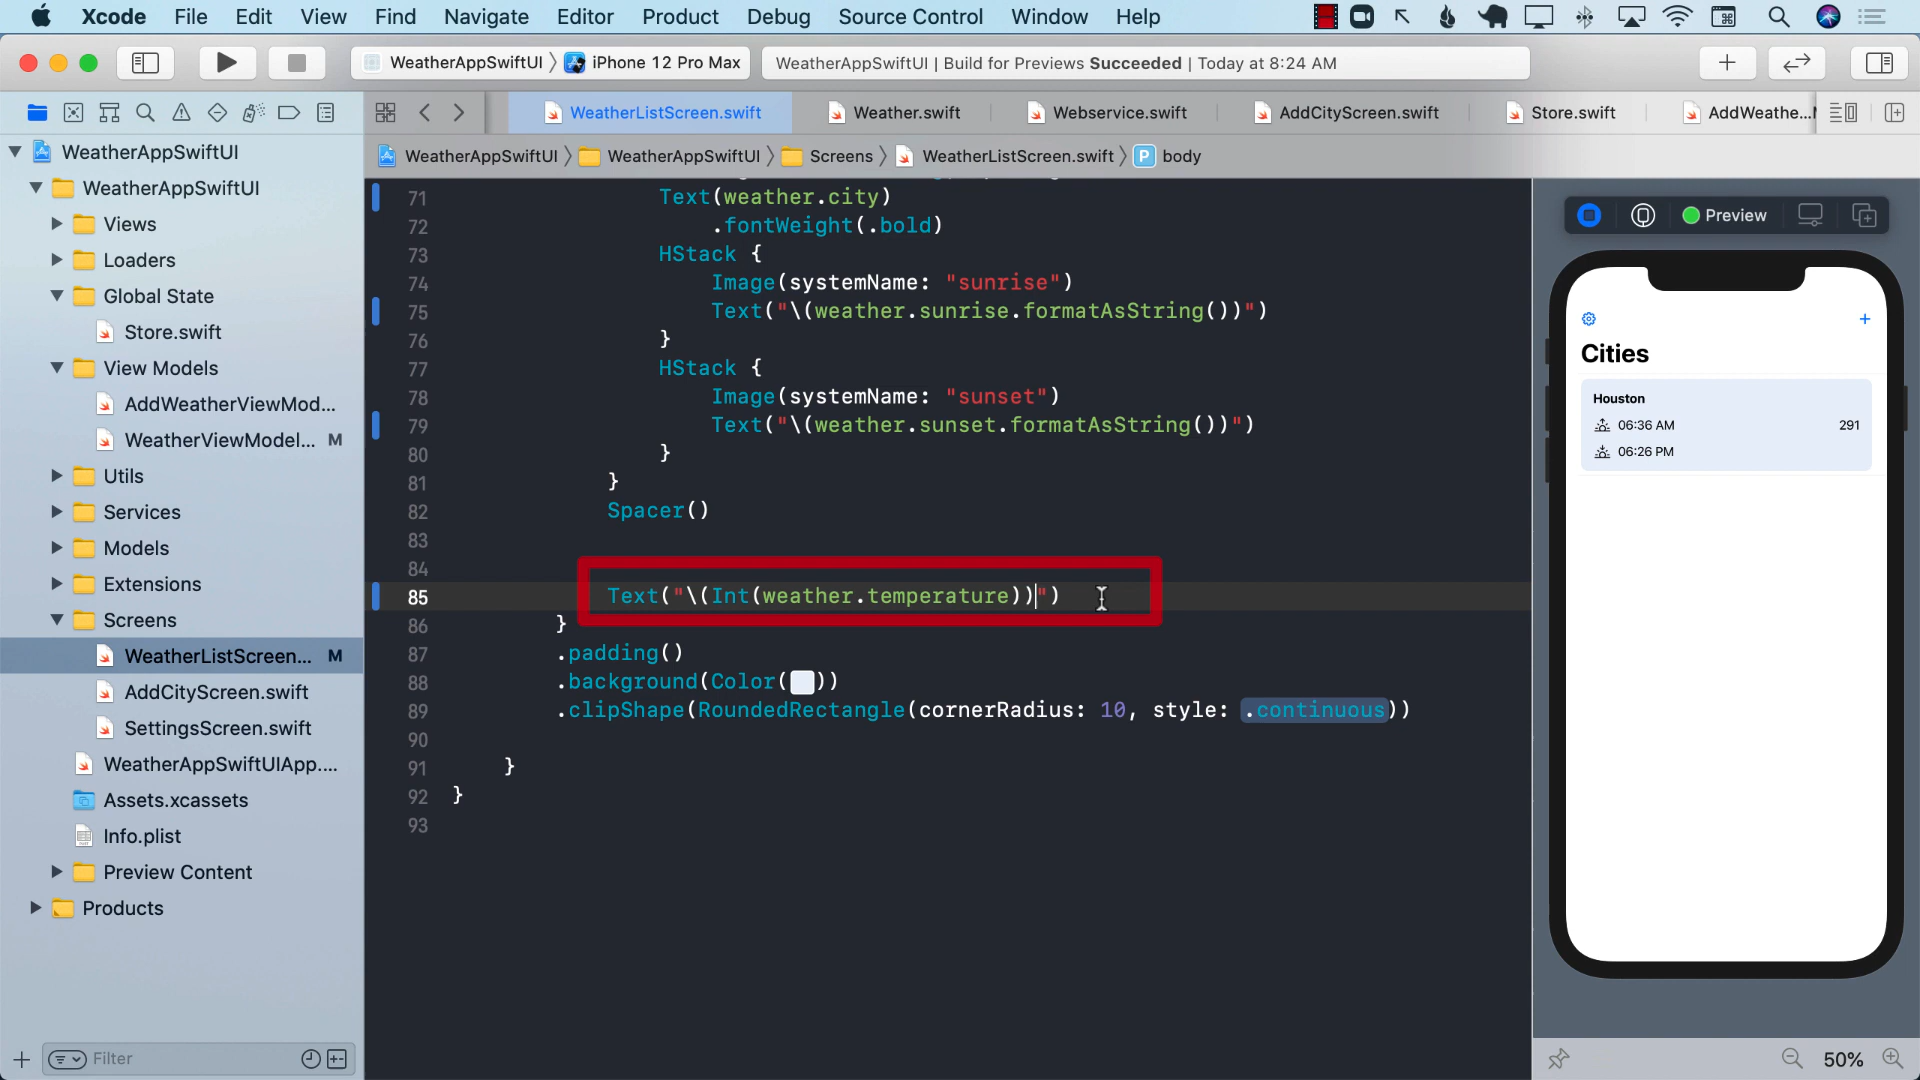 Xcode File Edit View Find Navigate Editor Product Debug Source Control Window Help
WeatherAppSwiftUI iPhone 12 Pro Max
WeatherAppSwiftUI | Build for Previews Succeeded | Today at 8:24 AM
WeatherListScreen.swift Weather.swift Webservice.swift AddCityScreen.swift Store.swift AddWeathe...
WeatherAppSwiftUI WeatherAppSwiftUI Screens WeatherListScreen.swift P body
WeatherAppSwiftUI
WeatherAppSwiftUI
Views
Loaders
Global State
Store.swift
View Models
AddWeatherViewMod...
WeatherViewModel... M
Utils
Services
Models
Extensions
Screens
WeatherListScreen... M
AddCityScreen.swift
SettingsScreen.swift
WeatherAppSwiftUIApp....
Assets.xcassets
Info.plist
Preview Content
Products
Filter
71 Text(weather.city)
72 .fontWeight(.bold)
73 HStack {
74 Image(systemName: "sunrise")
75 Text("\(weather.sunrise.formatAsString())")
76 }
77 HStack {
78 Image(systemName: "sunset")
79 Text("\(weather.sunset.formatAsString())")
80 }
81 }
82 Spacer()
83
84
85 Text("\(Int(weather.temperature))")
86 }
87 .padding()
88 .background(Color( ))
89 .clipShape(RoundedRectangle(cornerRadius: 10, style: .continuous))
90
91 }
92 }
93
Preview
Cities
Houston
06:36 AM 291
06:26 PM
50%